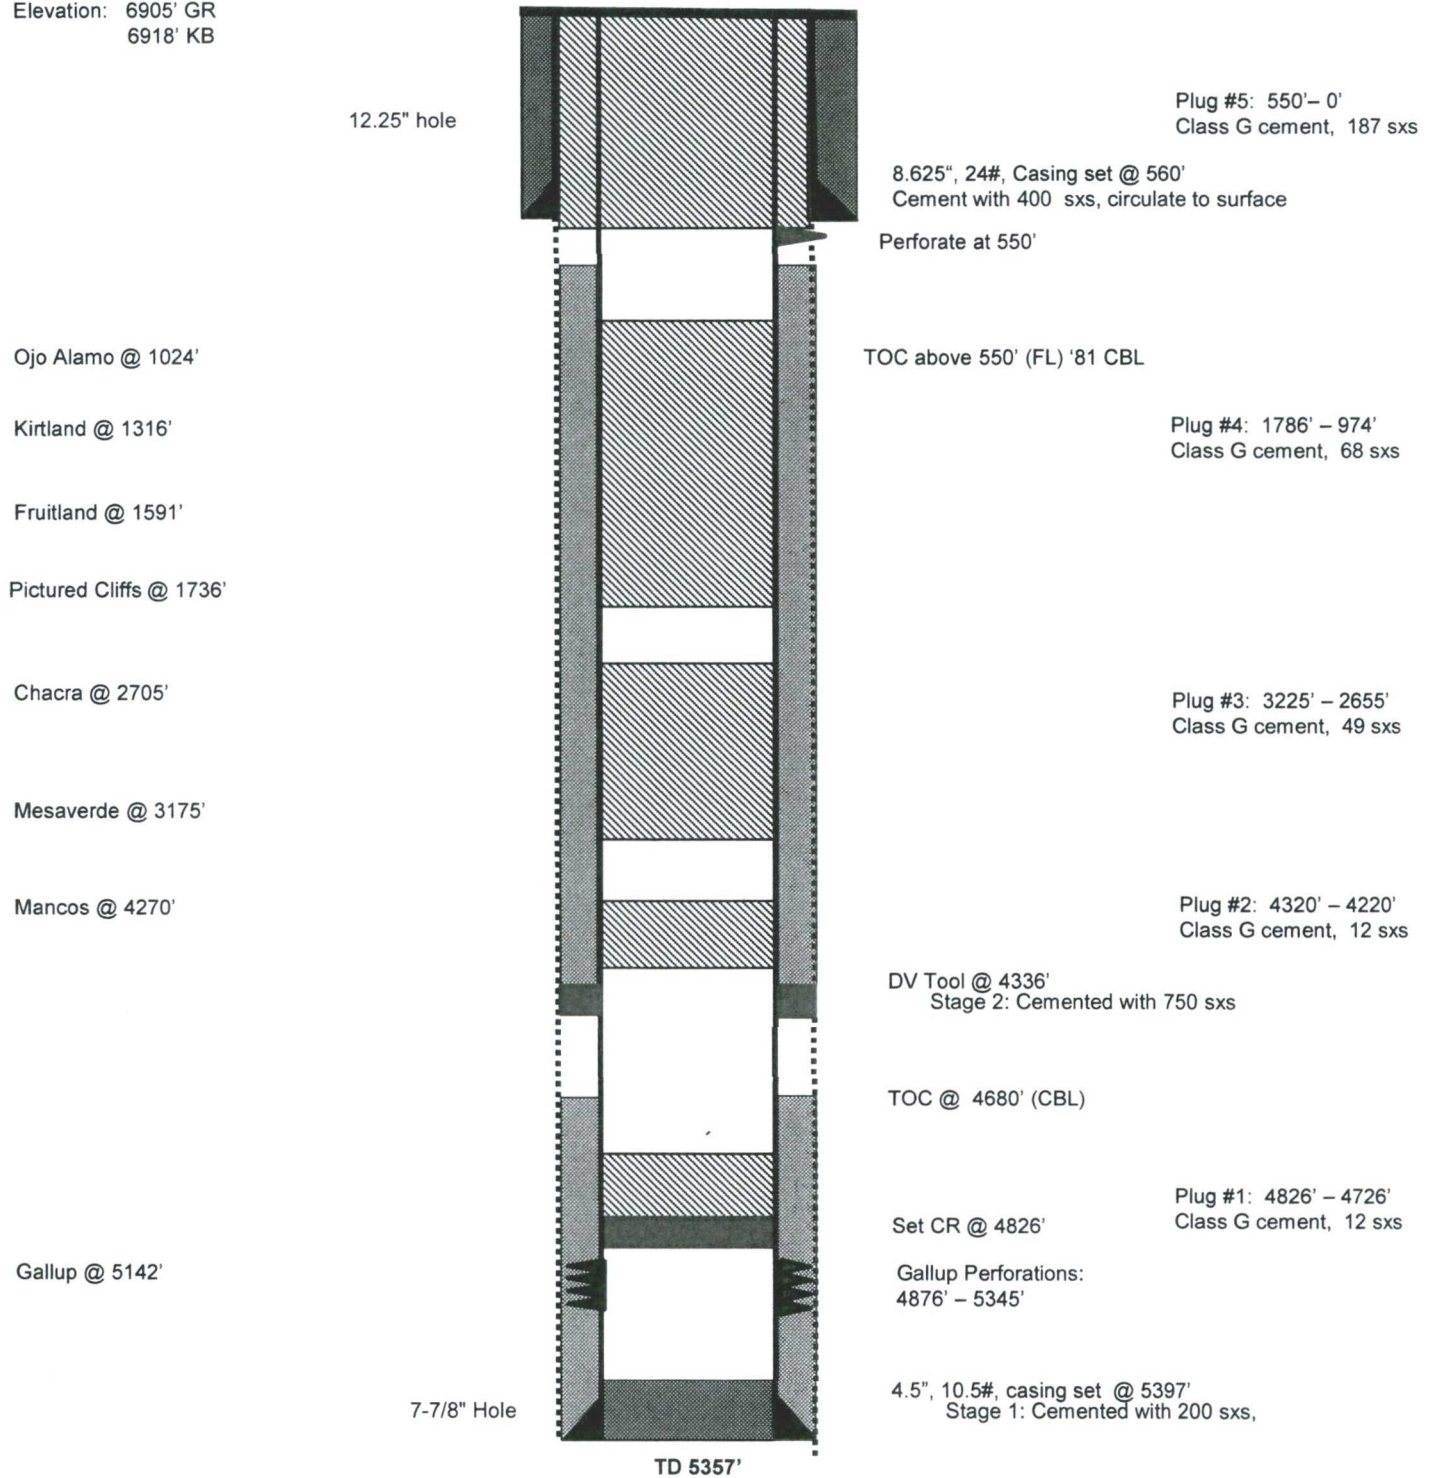 Elevation: 6905' GR
6918' KB
12.25" hole
Plug #5: 550'– 0'
Class G cement, 187 sxs
8.625“, 24#, Casing set @ 560'
Cement with 400 sxs, circulate to surface
Perforate at 550'
Ojo Alamo @ 1024'
TOC above 550' (FL) ‘81 CBL
Kirtland @ 1316'
Plug #4: 1786' – 974'
Class G cement, 68 sxs
Fruitland @ 1591'
Pictured Cliffs @ 1736'
Chacra @ 2705'
Plug #3: 3225' – 2655'
Class G cement, 49 sxs
Mesaverde @ 3175'
Mancos @ 4270'
Plug #2: 4320' – 4220'
Class G cement, 12 sxs
DV Tool @ 4336'
Stage 2: Cemented with 750 sxs
TOC @ 4680' (CBL)
Plug #1: 4826' – 4726'
Class G cement, 12 sxs
Set CR @ 4826'
Gallup @ 5142'
Gallup Perforations:
4876' – 5345'
4.5”, 10.5#, casing set @ 5397'
Stage 1: Cemented with 200 sxs,
7-7/8" Hole
TD 5357'